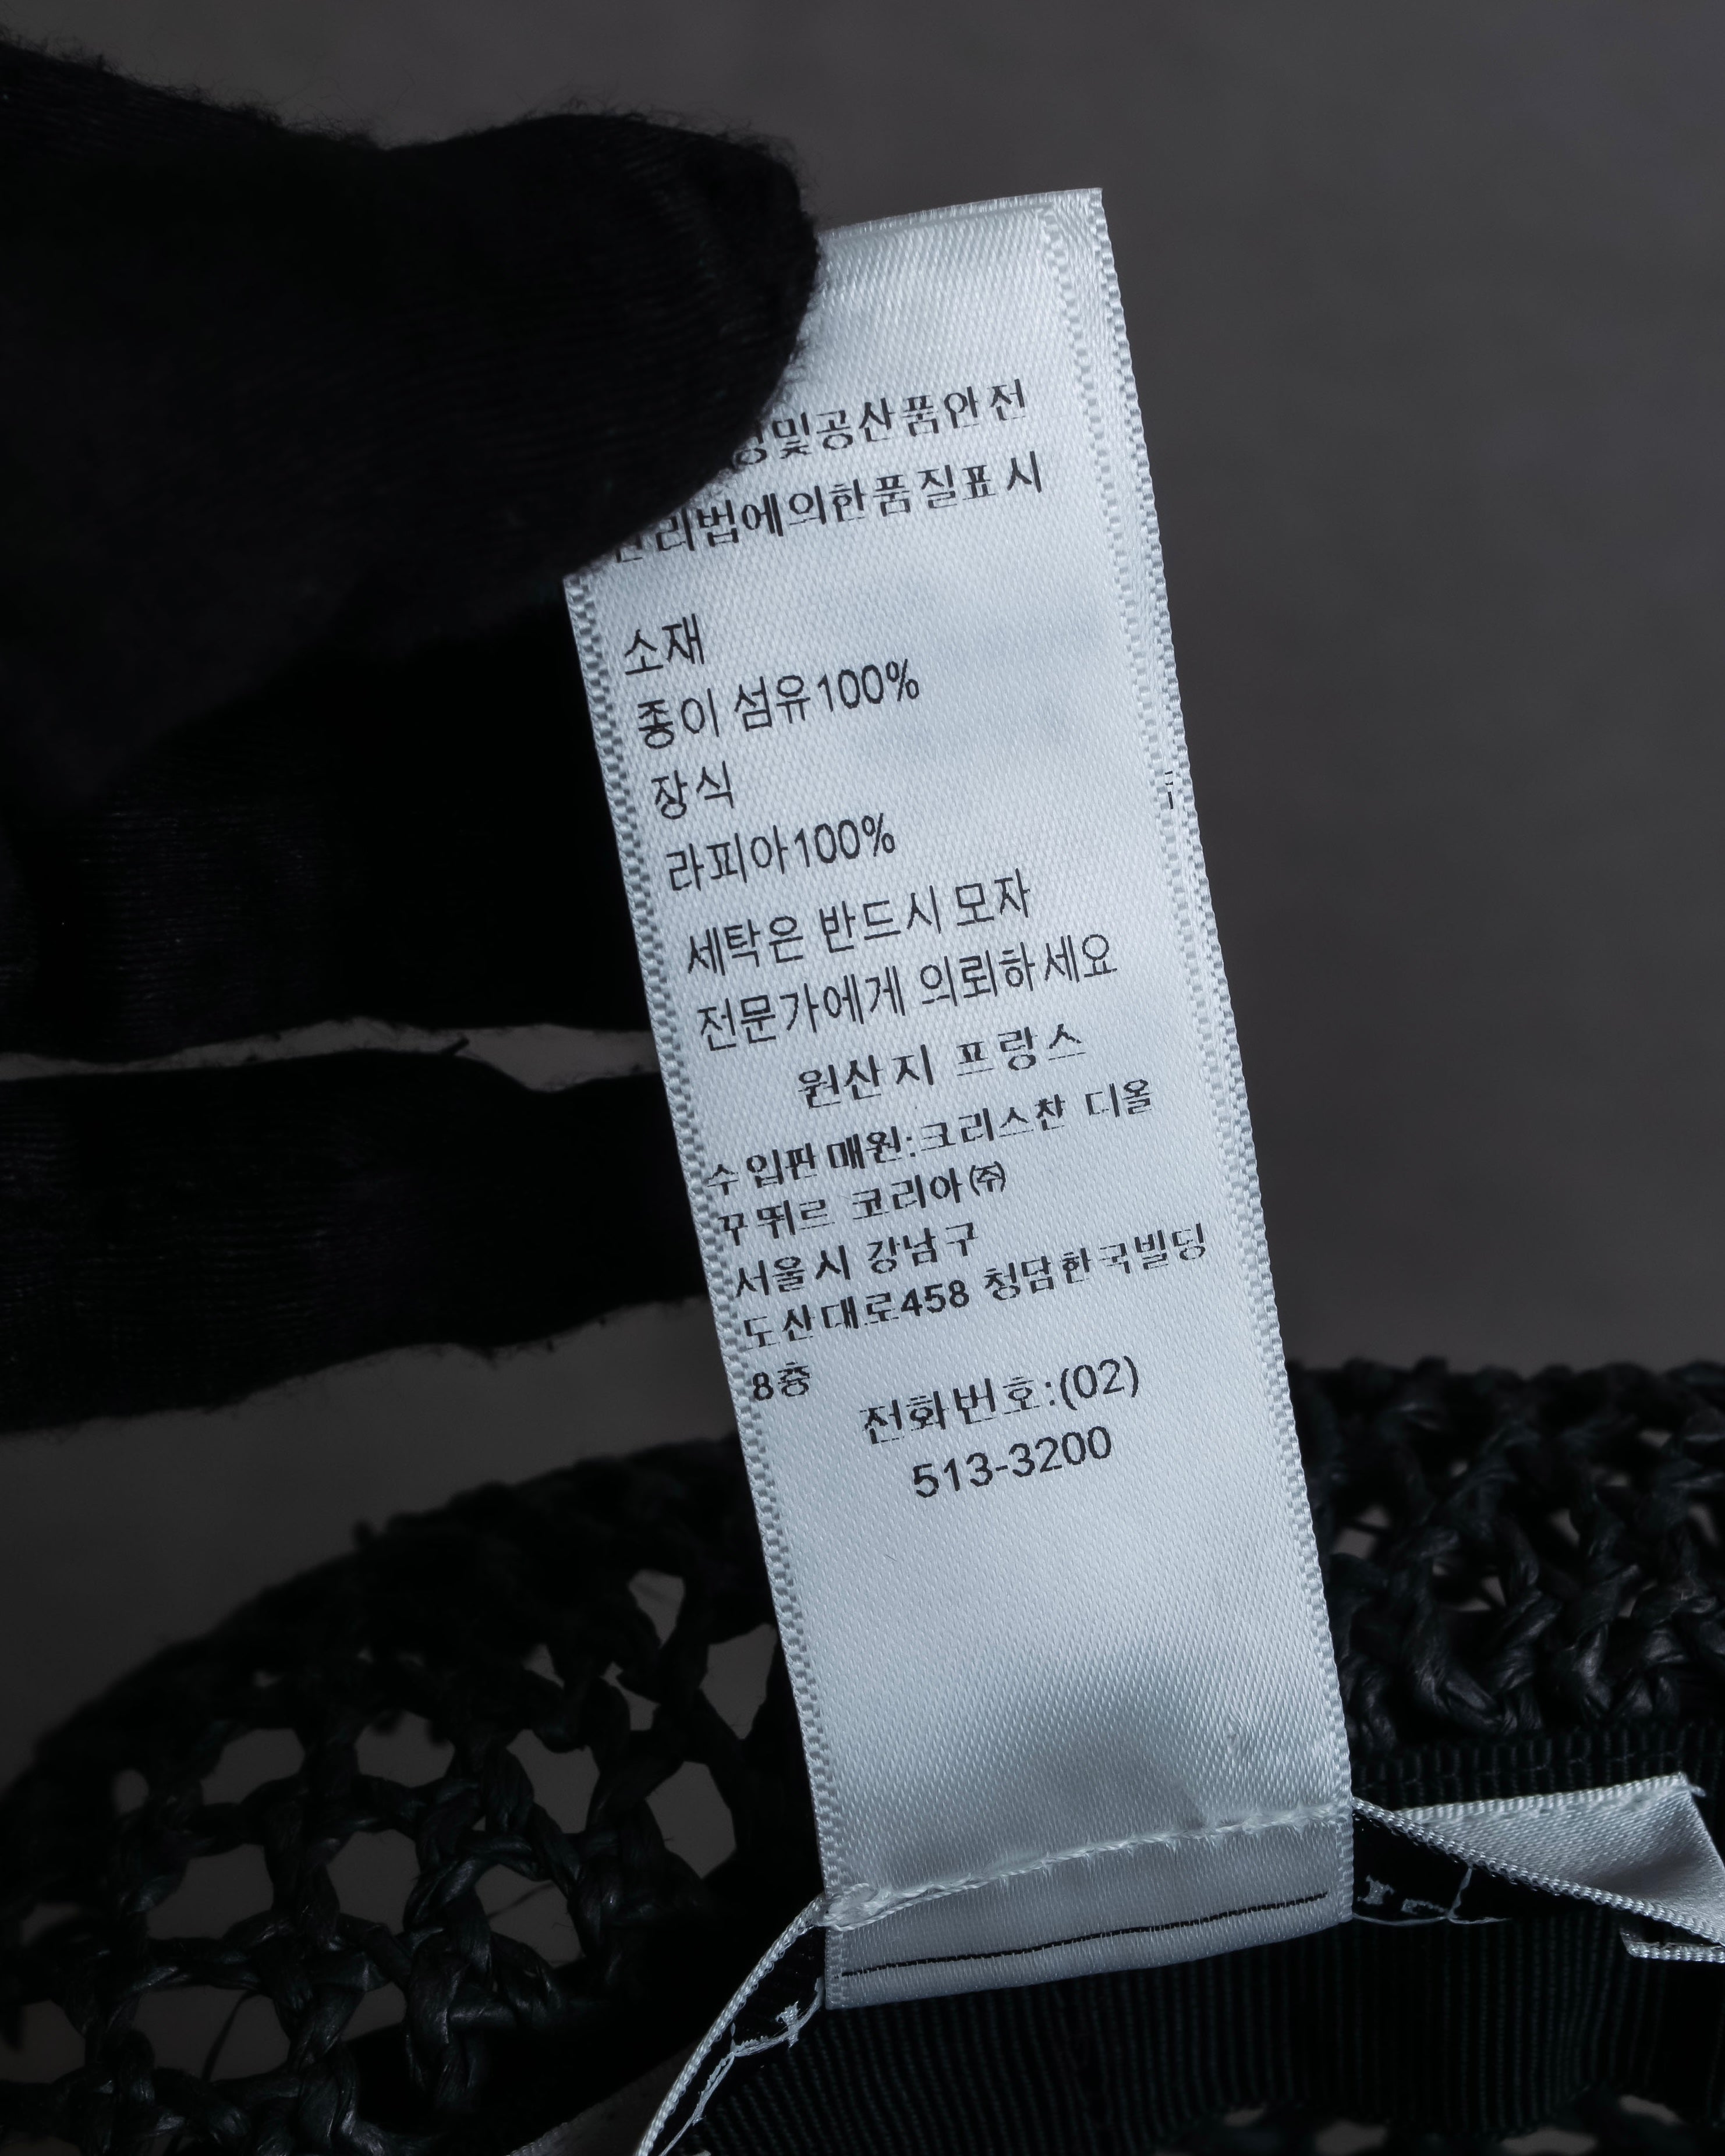 및공산품안전
리법에의한품질표시
소재
종이 섬유100%
장식
라피아100%
세탁은 반드시 모자
전문가에게 의뢰하세요
원산지 프랑스
수입판매원:크리스챤 디올
꾸뛰르 코리아㈜
서울시 강남구
도산대로458 청담한국빌딩
8층
전화번호:(02)
513-3200